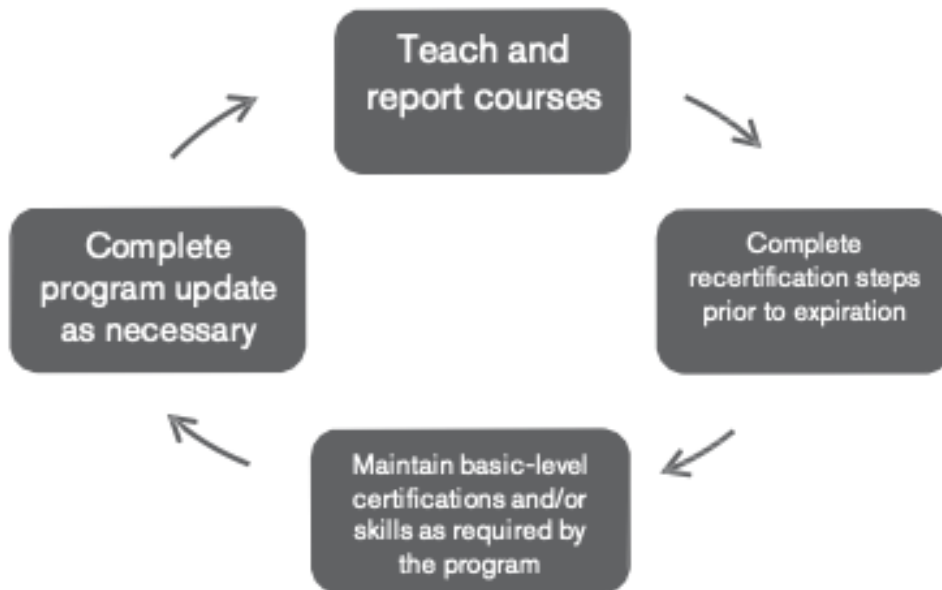 Teach and
report courses
Complete
recertification steps
prior to expiration
Maintain basic-level
certifications and/or
skills as required by
the program
Complete
program update
as necessary